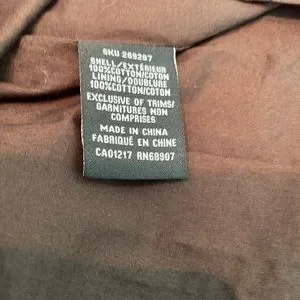 SKU 289297
SHELL/EXTÉRIEUR
100%COTTON/COTON
LINING/DOUBLURE
100%COTTON/COTON
EXCLUSIVE OF TRIMS/
GARNITURES NON
COMPRISES
MADE IN CHINA
FABRIQUÉ EN CHINE
CA01217 RN68907